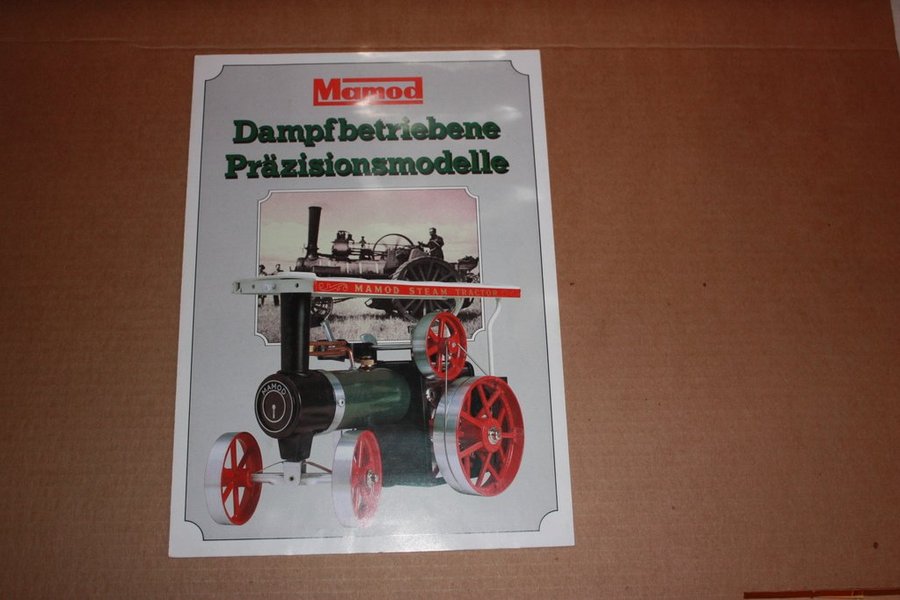 Mamod
Dampfbetriebene
Präzisionsmodelle
MAMOD STEAM TRACTOR
MAMOD